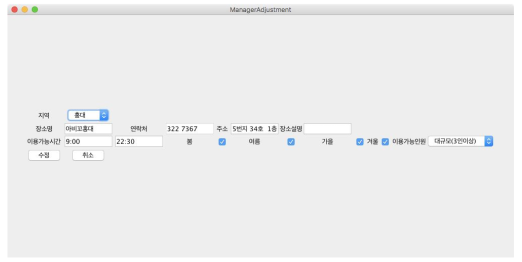 ManagerAdjustment
지역 홍대
장소명 아비꼬홍대 연락처 322 7367 주소 5번지 34호 1층 장소설명
이용가능시간 9:00 22:30 봄 여름 가을 겨울 이용가능인원 대규모(3인이상)
수정 취소